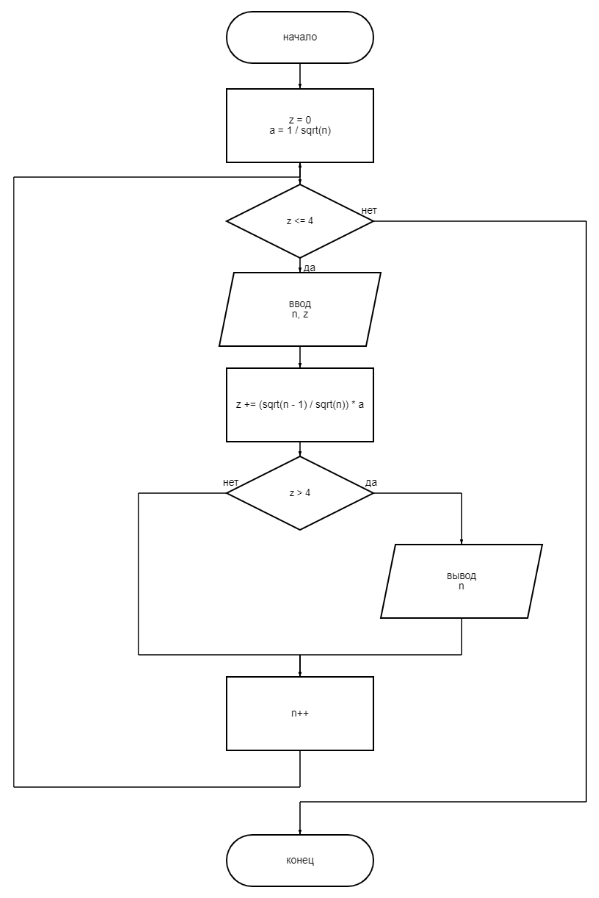 начало
z = 0
a = 1 / sqrt(n)
z <= 4
нет
да
ввод
n, z
z += (sqrt(n - 1) / sqrt(n)) * a
нет
z > 4
да
вывод
n
n++
конец